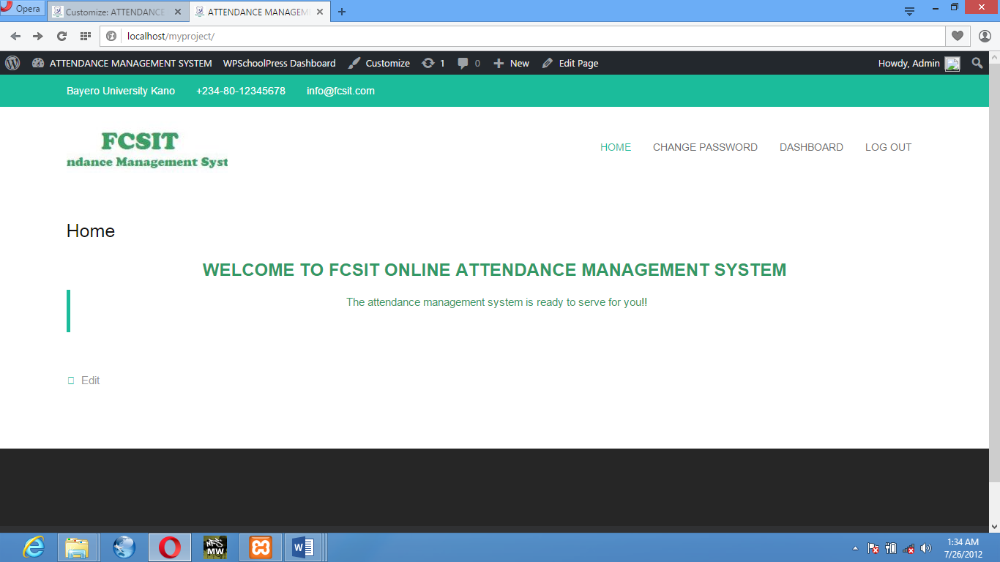 Opera
Customize: ATTENDANCE
ATTENDANCE MANAGEM
localhost/myproject/
ATTENDANCE MANAGEMENT SYSTEM WPSchoolPress Dashboard Customize 1 0 New Edit Page Howdy, Admin
Bayero University Kano +234-80-12345678 info@fcsit.com
FCSIT
ndance Management Syst
HOME CHANGE PASSWORD DASHBOARD LOG OUT
Home
WELCOME TO FCSIT ONLINE ATTENDANCE MANAGEMENT SYSTEM
The attendance management system is ready to serve for you!!
Edit
NFS
MW
1:34 AM
7/26/2012